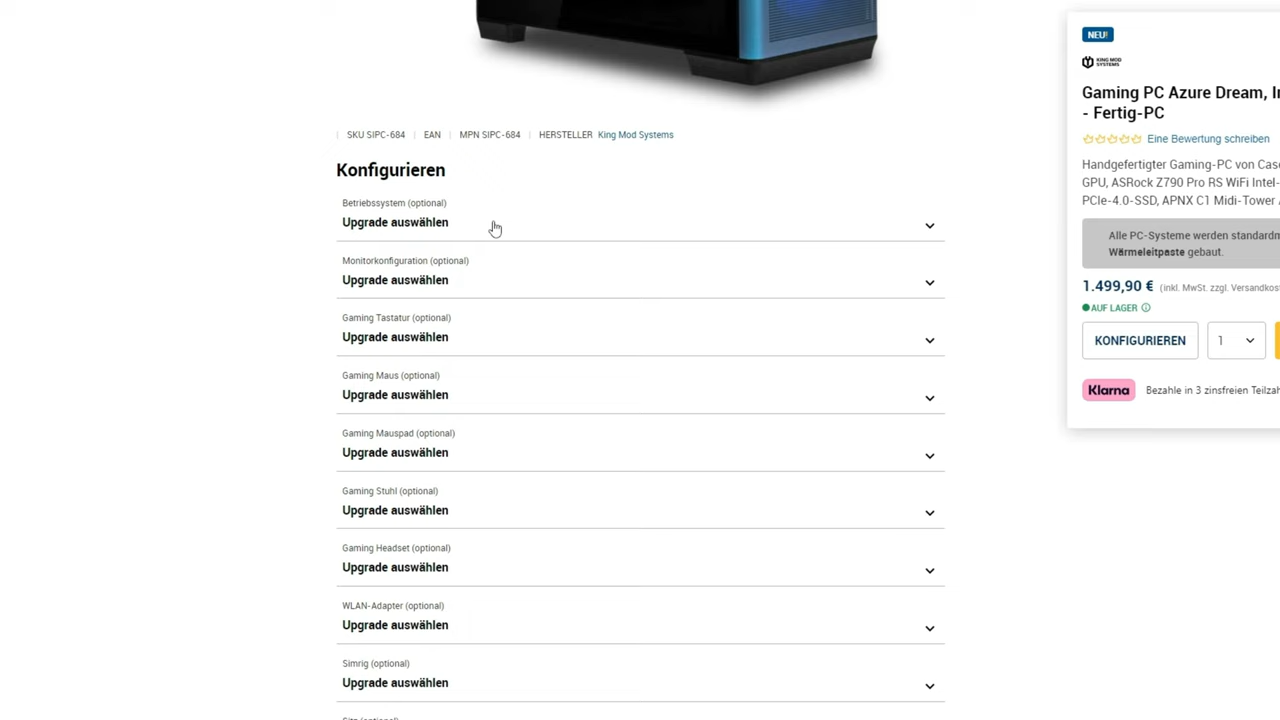 SKU SIPC-684 | EAN | MPN SIPC-684 | HERSTELLER King Mod Systems
Konfigurieren
Betriebssystem (optional)
Upgrade auswählen
Monitorkonfiguration (optional)
Upgrade auswählen
Gaming Tastatur (optional)
Upgrade auswählen
Gaming Maus (optional)
Upgrade auswählen
Gaming Mauspad (optional)
Upgrade auswählen
Gaming Stuhl (optional)
Upgrade auswählen
Gaming Headset (optional)
Upgrade auswählen
WLAN-Adapter (optional)
Upgrade auswählen
Simrig (optional)
Upgrade auswählen
NEU!
KING MOD
SYSTEMS
Gaming PC Azure Dream,
- Fertig-PC
Eine Bewertung schreiben
Handgefertigter Gaming-PC von
GPU, ASRock Z790 Pro RS WiFi Intel-
PCIe-4.0-SSD, APNX C1 Midi-Tower
Alle PC-Systeme werden
Wärmeleitpaste gebaut.
1.499,90 € (inkl. MwSt. zzgl.
AUF LAGER
KONFIGURIEREN
1
Klarna
Bezahle in 3 zinsfreien